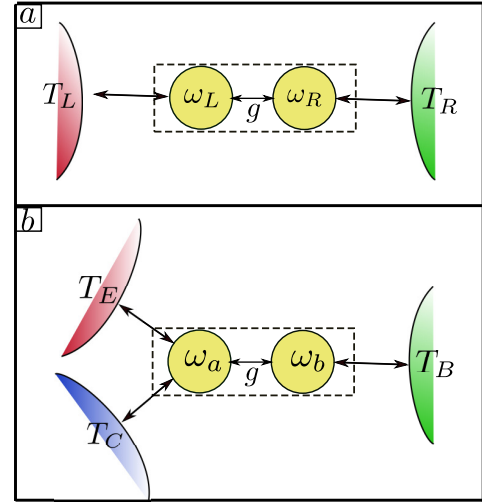 a
T_L ω_L g ω_R T_R
b
T_E
ω_a g ω_b T_B
T_C